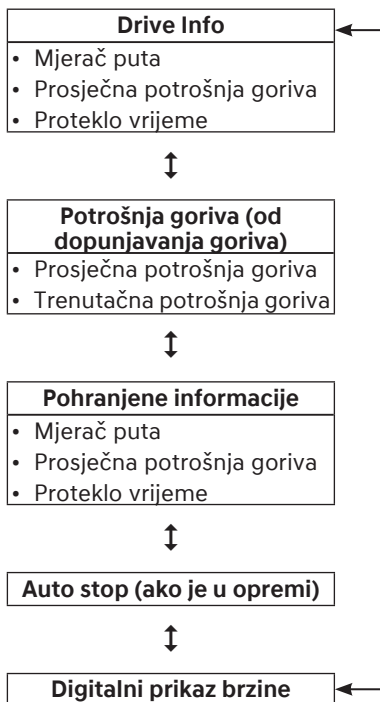 Drive Info
• Mjerač puta
• Prosječna potrošnja goriva
• Proteklo vrijeme
Potrošnja goriva (od
dopunjavanja goriva)
• Prosječna potrošnja goriva
• Trenutačna potrošnja goriva
Pohranjene informacije
• Mjerač puta
• Prosječna potrošnja goriva
• Proteklo vrijeme
Auto stop (ako je u opremi)
Digitalni prikaz brzine